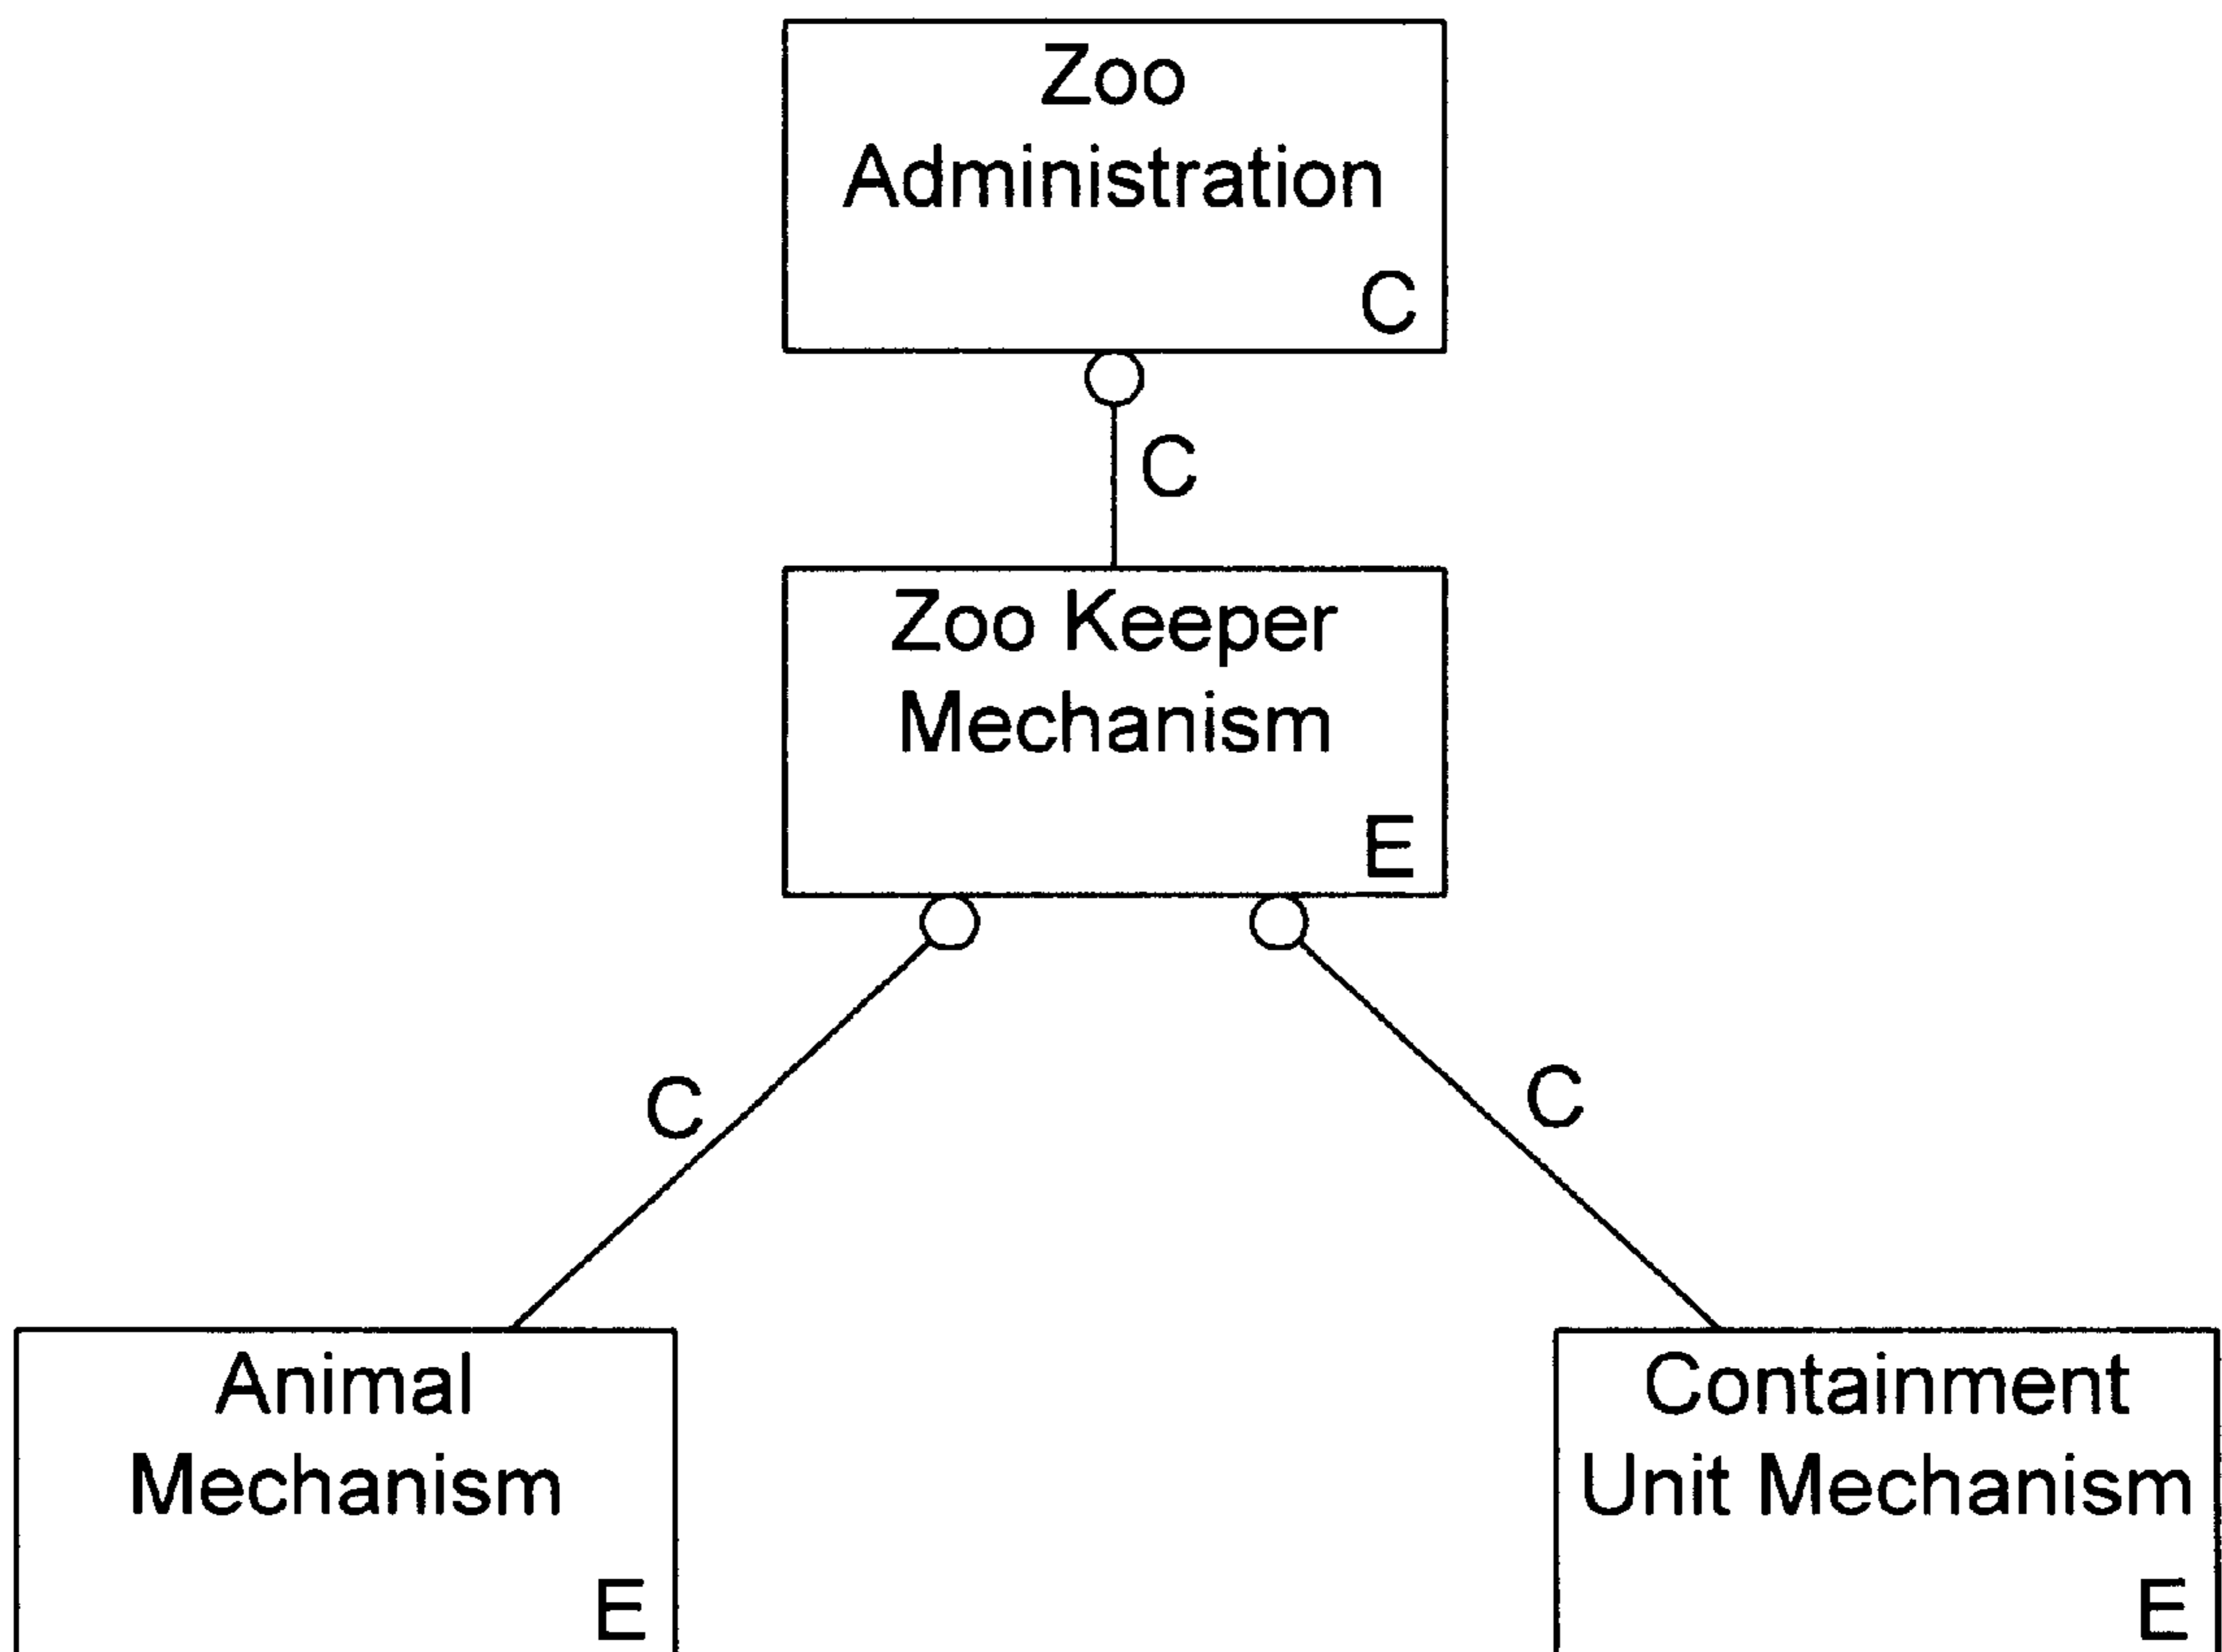 Zoo
Administration
C
C
Zoo Keeper
Mechanism
E
C
C
Animal
Mechanism
E
Containment
Unit Mechanism
E